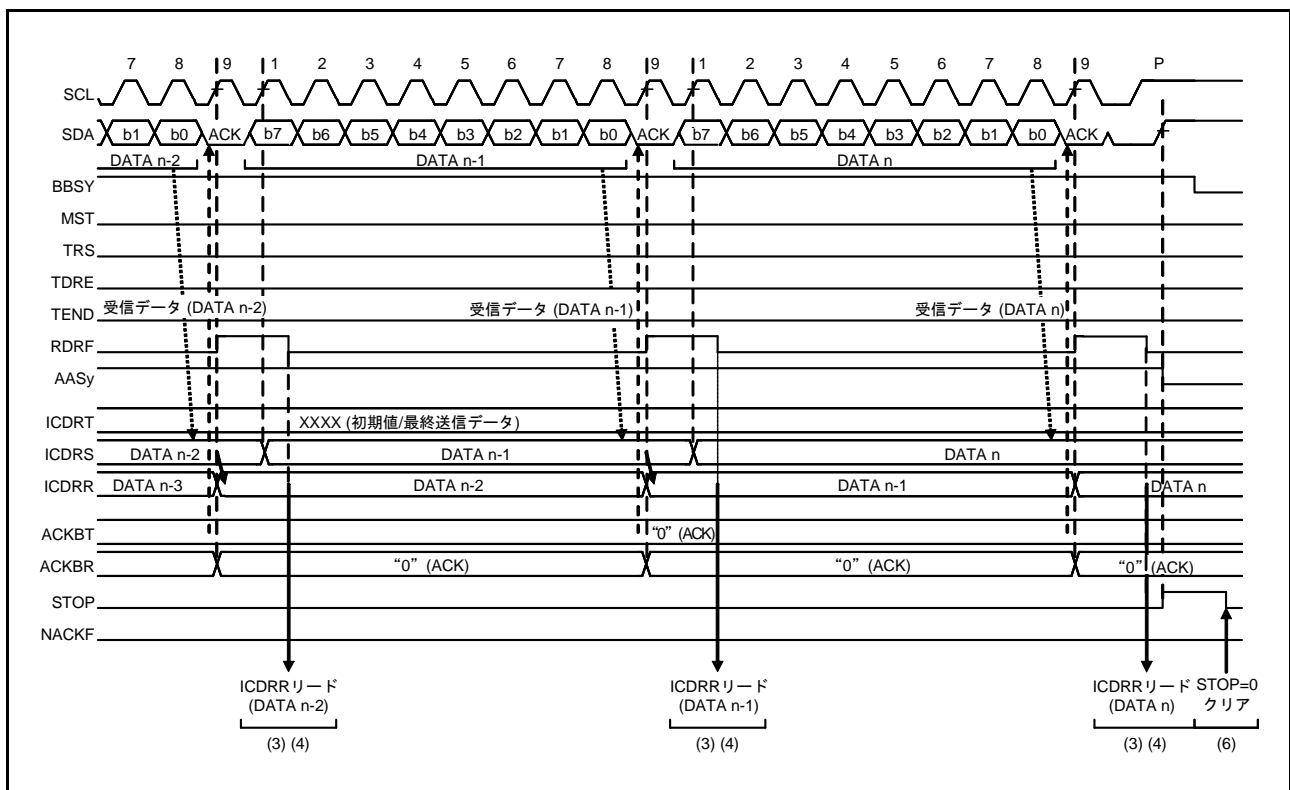 7 8 9 1 2 3 4 5 6 7 8 9 1 2 3 4 5 6 7 8 9 P
SCL
SDA b1 b0 ACK b7 b6 b5 b4 b3 b2 b1 b0 ACK b7 b6 b5 b4 b3 b2 b1 b0 ACK
DATA n-2 DATA n-1 DATA n
BBSY
MST
TRS
TDRE
TEND 受信データ (DATA n-2) 受信データ (DATA n-1) 受信データ (DATA n)
RDRF
AASy
ICDRT XXXX (初期値/最終送信データ)
ICDRS DATA n-2 DATA n-1 DATA n
ICDRR DATA n-3 DATA n-2 DATA n-1 DATA n
ACKBT “0” (ACK)
ACKBR “0” (ACK) “0” (ACK) “0” (ACK)
STOP
NACKF
ICDRRリード ICDRRリード ICDRRリード STOP=0
(DATA n-2) (DATA n-1) (DATA n) クリア
(3) (4) (3) (4) (3) (4) (6)